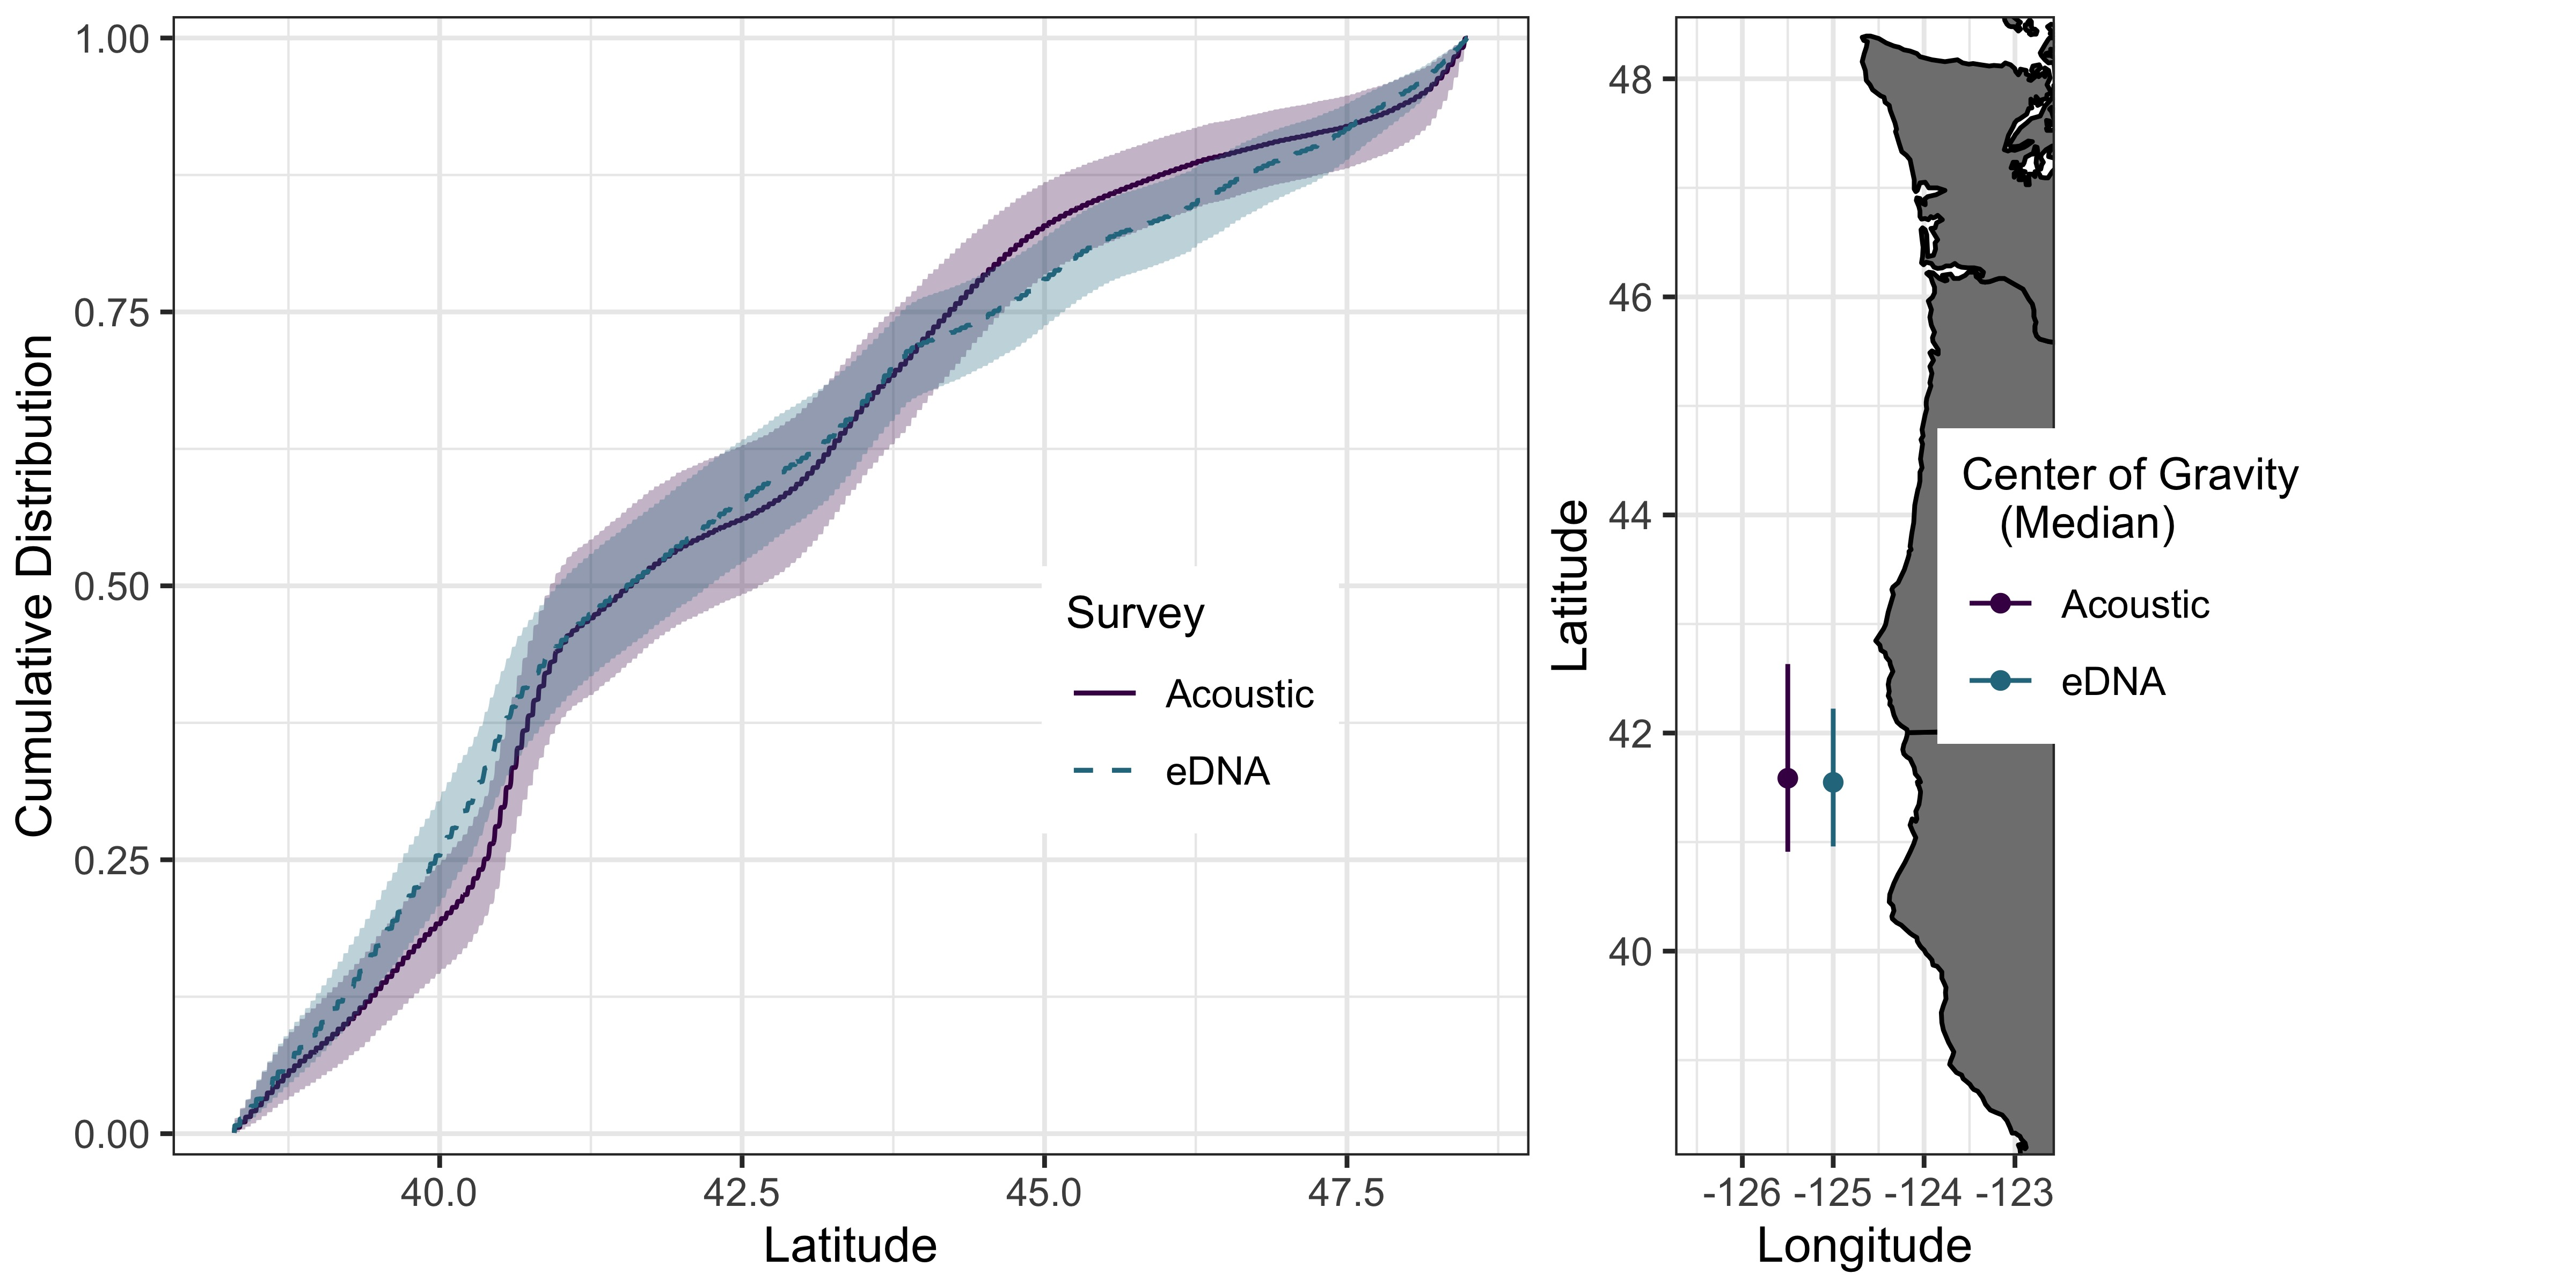 Cumulative Distribution
1.00
0.75
0.50
0.25
0.00
40.0 42.5 45.0 47.5
Latitude
Survey
Acoustic
eDNA
Latitude
48
46
44
42
40
-126 -125 -124 -123
Longitude
Center of Gravity
(Median)
Acoustic
eDNA